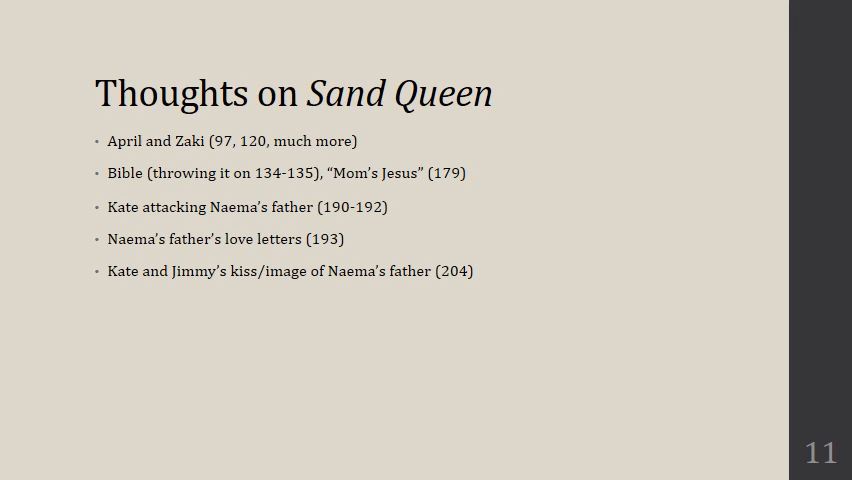 Thoughts on Sand Queen
• April and Zaki (97, 120, much more)
• Bible (throwing it on 134-135), “Mom’s Jesus” (179)
• Kate attacking Naema’s father (190-192)
• Naema’s father’s love letters (193)
• Kate and Jimmy’s kiss/image of Naema’s father (204)
11